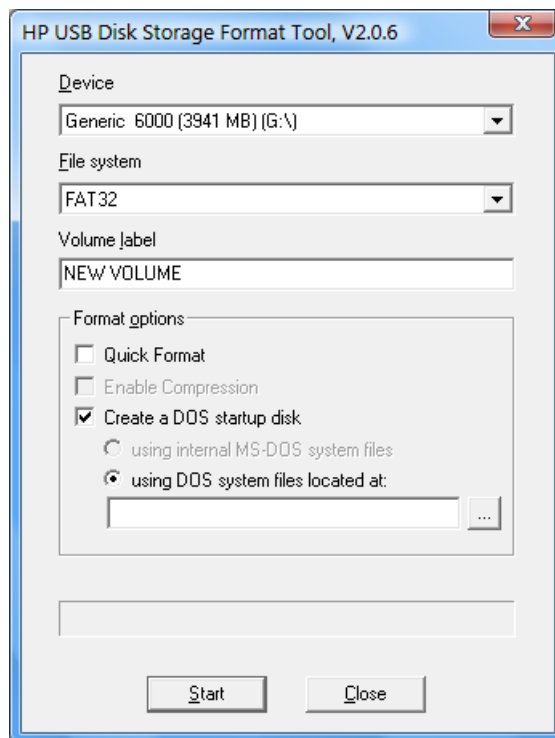 HP USB Disk Storage Format Tool, V2.0.6
Device
Generic 6000 (3941 MB) (G:\)
File system
FAT32
Volume label
NEW VOLUME
Format options
Quick Format
Enable Compression
Create a DOS startup disk
using internal MS-DOS system files
using DOS system files located at:
...
Start Close